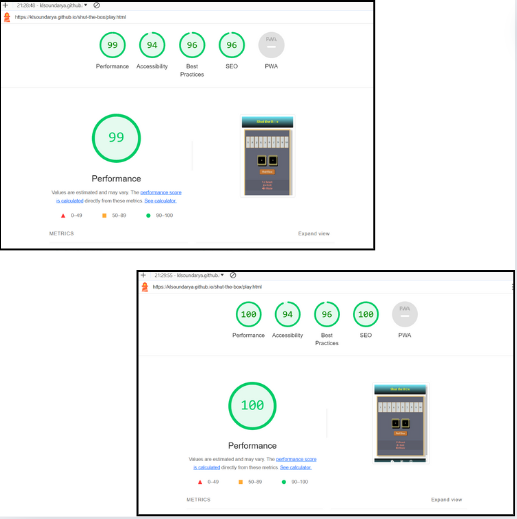 21:20:40 - kksoundarya.github.
https://kksoundarya.github.io/shut-the-box/play.html
99 94 96 96
Performance Accessibility Best Practices SEO PWA
99
Performance
Values are estimated and may vary. The performance score
is calculated directly from these metrics. See calculator.
0–49 50–89 90–100
METRICS Expand view
21:29:55 - kksoundarya.github.
https://kksoundarya.github.io/shut-the-box/play.html
100 94 96 100
Performance Accessibility Best Practices SEO PWA
100
Performance
Values are estimated and may vary. The performance score
is calculated directly from these metrics. See calculator.
0–49 50–89 90–100
METRICS Expand view